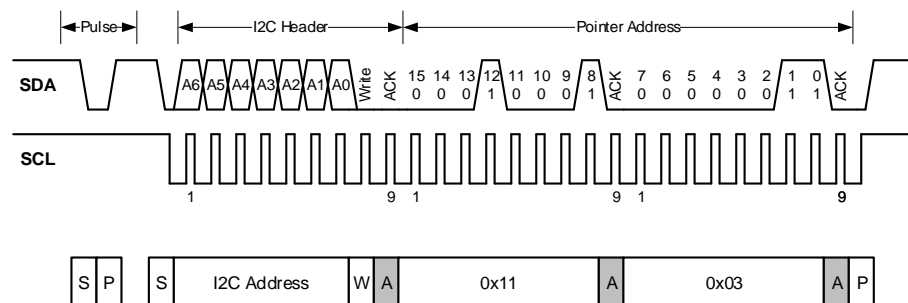 Pulse I2C Header Pointer Address
SDA A6 A5 A4 A3 A2 A1 A0 Write ACK 15 14 13 12 11 10 9 8 ACK 7 6 5 4 3 2 1 0 ACK
0 0 0 1 0 0 0 1 0 0 0 0 0 0 1 1
SCL
1 9 1 9 1 9
S P S I2C Address W A 0x11 A 0x03 A P